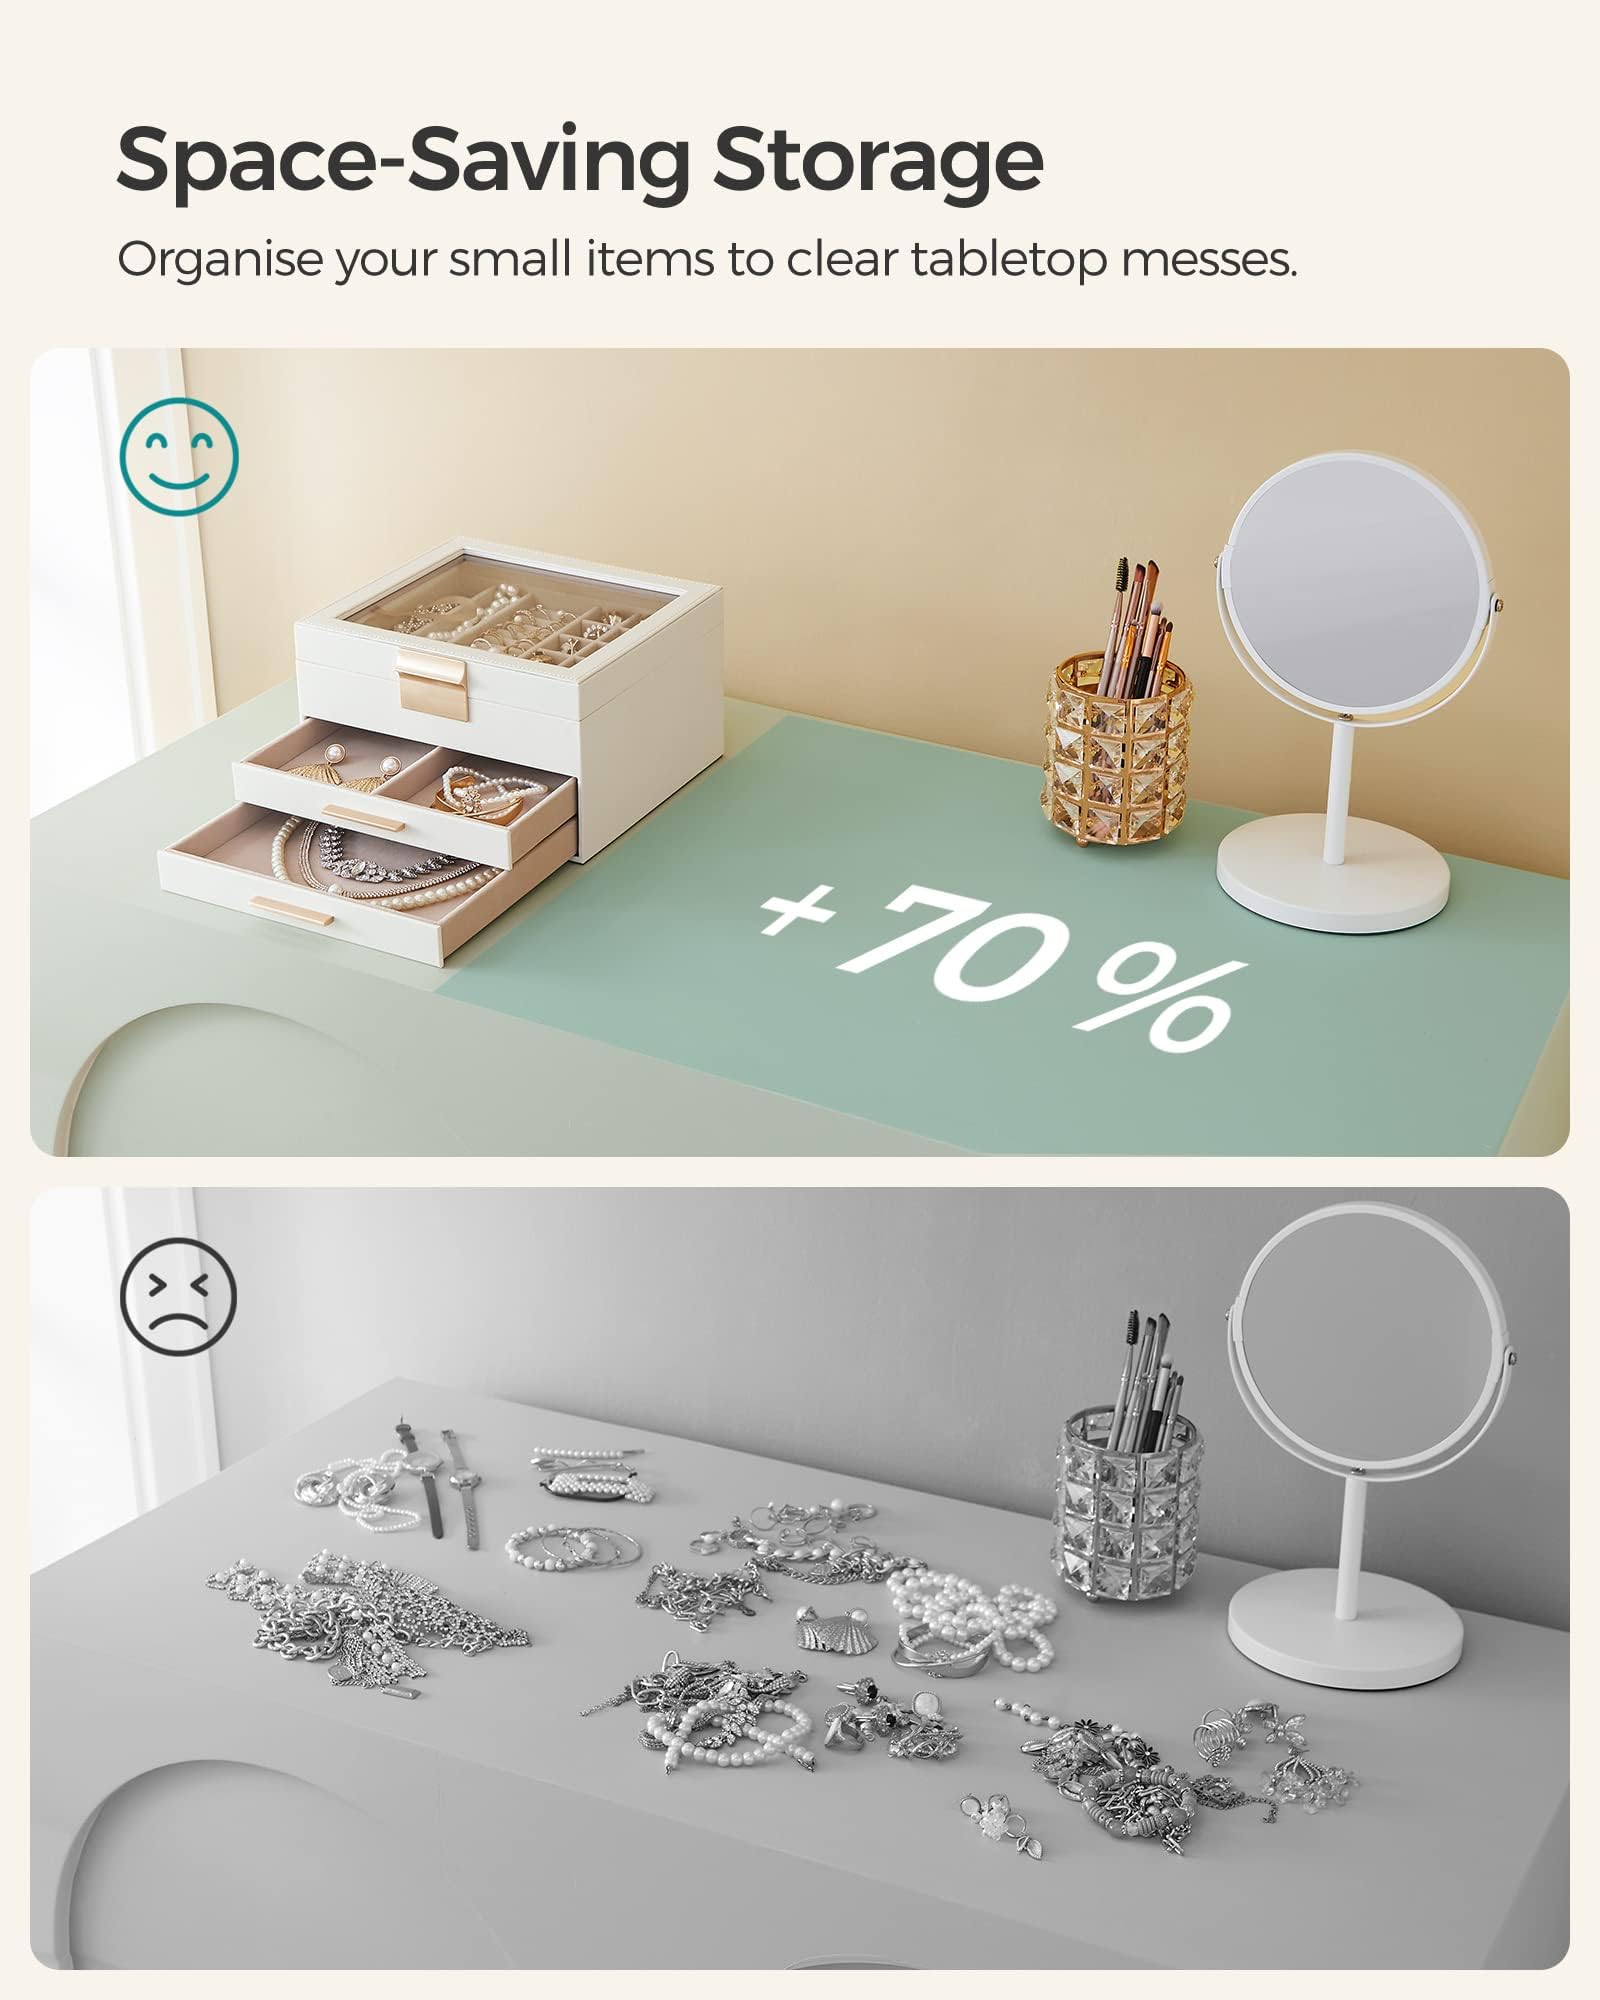 Space-Saving Storage
Organise your small items to clear tabletop messes.
+ 70 %